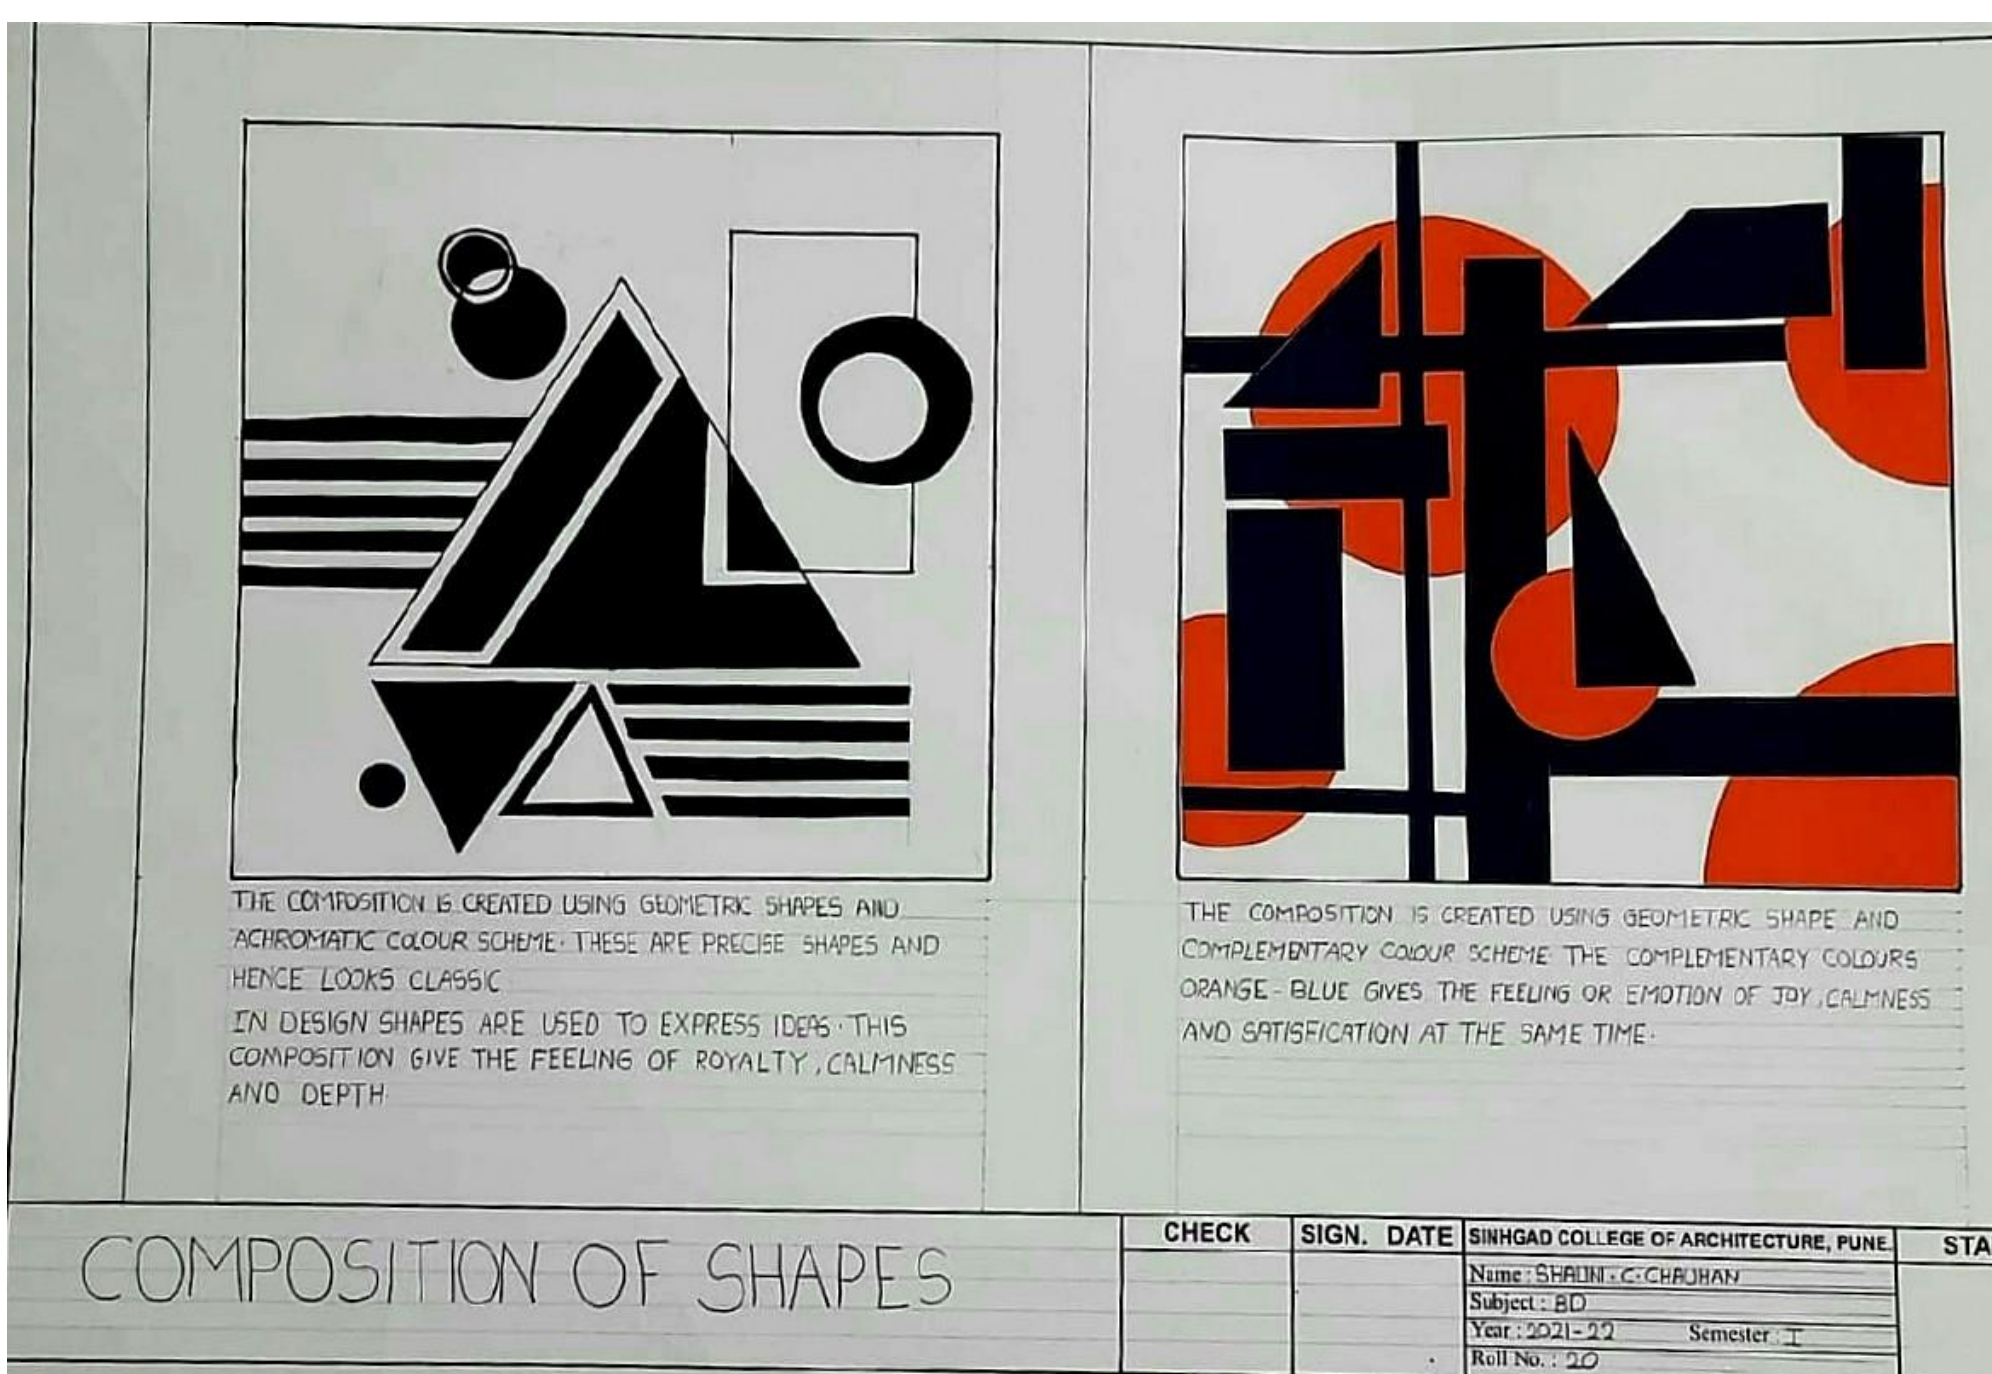 THE COMPOSITION IS CREATED USING GEOMETRIC SHAPES AND
ACHROMATIC COLOUR SCHEME. THESE ARE PRECISE SHAPES AND
HENCE LOOKS CLASSIC
IN DESIGN SHAPES ARE USED TO EXPRESS IDEAS. THIS
COMPOSITION GIVE THE FEELING OF ROYALTY, CALMNESS
AND DEPTH.
THE COMPOSITION IS CREATED USING GEOMETRIC SHAPE AND
COMPLEMENTARY COLOUR SCHEME THE COMPLEMENTARY COLOURS
ORANGE - BLUE GIVES THE FEELING OR EMOTION OF JOY, CALMNESS
AND SATISFICATION AT THE SAME TIME.
COMPOSITION OF SHAPES
CHECK
SIGN. DATE
SINHGAD COLLEGE OF ARCHITECTURE, PUNE.
Name : SHALINI . C . CHAUHAN
Subject : BD
Year : 2021-22 Semester : I
Roll No. : 20
STA